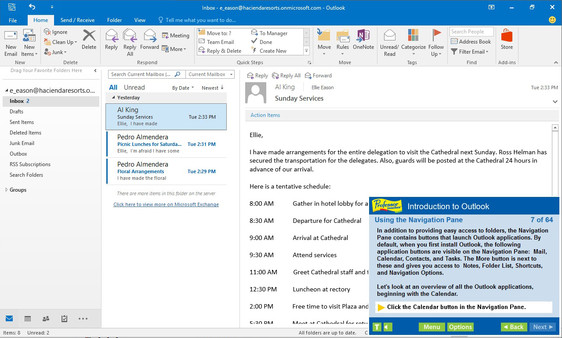 Inbox - e_eason@haciendaresorts.onmicrosoft.com - Outlook
File Home Send / Receive Folder View Tell me what you want to do...
New Email
New Items
Ignore
Clean Up
Junk
Delete
Reply
Reply All
Forward
Meeting
More
Move to: ?
Team Email
Reply & Delete
To Manager
Done
Create New
Move
Rules
OneNote
Unread/ Read
Categorize
Follow Up
Search People
Address Book
Filter Email
Store
New
Delete
Respond
Quick Steps
Move
Tags
Find
Add-ins
Drag Your Favorite Folders Here
e_eason@haciendaresorts.o...
Inbox 2
Drafts
Sent Items
Deleted Items
Junk Email
Outbox
RSS Subscriptions
Search Folders
Groups
Search Current Mailbox (... Current Mailbox
All Unread By Date Newest
Yesterday
Al King
Sunday Services Tue 2:33 PM
Ellie, I have made
Pedro Almendera
Picnic Lunches for Saturda... Tue 2:31 PM
Ellie, I'm afraid I have some
Pedro Almendera
Floral Arrangements Tue 2:29 PM
I have made the floral
There are more items in this folder on the server
Click here to view more on Microsoft Exchange
Reply Reply All Forward
Al King Ellie Eason Tue 2:33 PM
Sunday Services
Action Items
Ellie,
I have made arrangements for the entire delegation to visit the Cathedral next Sunday. Ross Helman has
secured the transportation for the delegates. Also, guards will be posted at the Cathedral 24 hours in
advance of our arrival.
Here is a tentative schedule:
8:00 AM Gather in hotel lobby for a
8:30 AM Departure for Cathedral
9:00 AM Arrival at Cathedral
9:30 AM Attend services
11:00 AM Greet Cathedral staff and t
12:30 PM Luncheon at rectory
2:00 PM Free time to visit Plaza and
5:30 PM Meet at Cathedral for retu
Professor
Introduction to Outlook
Using the Navigation Pane 7 of 64
In addition to providing easy access to folders, the Navigation
Pane contains buttons that launch Outlook applications. By
default, when you first install Outlook, the following
application buttons are visible on the Navigation Pane: Mail,
Calendar, Contacts, and Tasks. The More button is next to
these and gives you access to Notes, Folder List, Shortcuts,
and Navigation Options.
Let's look at an overview of all the Outlook applications,
beginning with the Calendar.
Click the Calendar button in the Navigation Pane.
T Menu Options Back Next
Items: 8 Unread: 2
All folders are up to date.